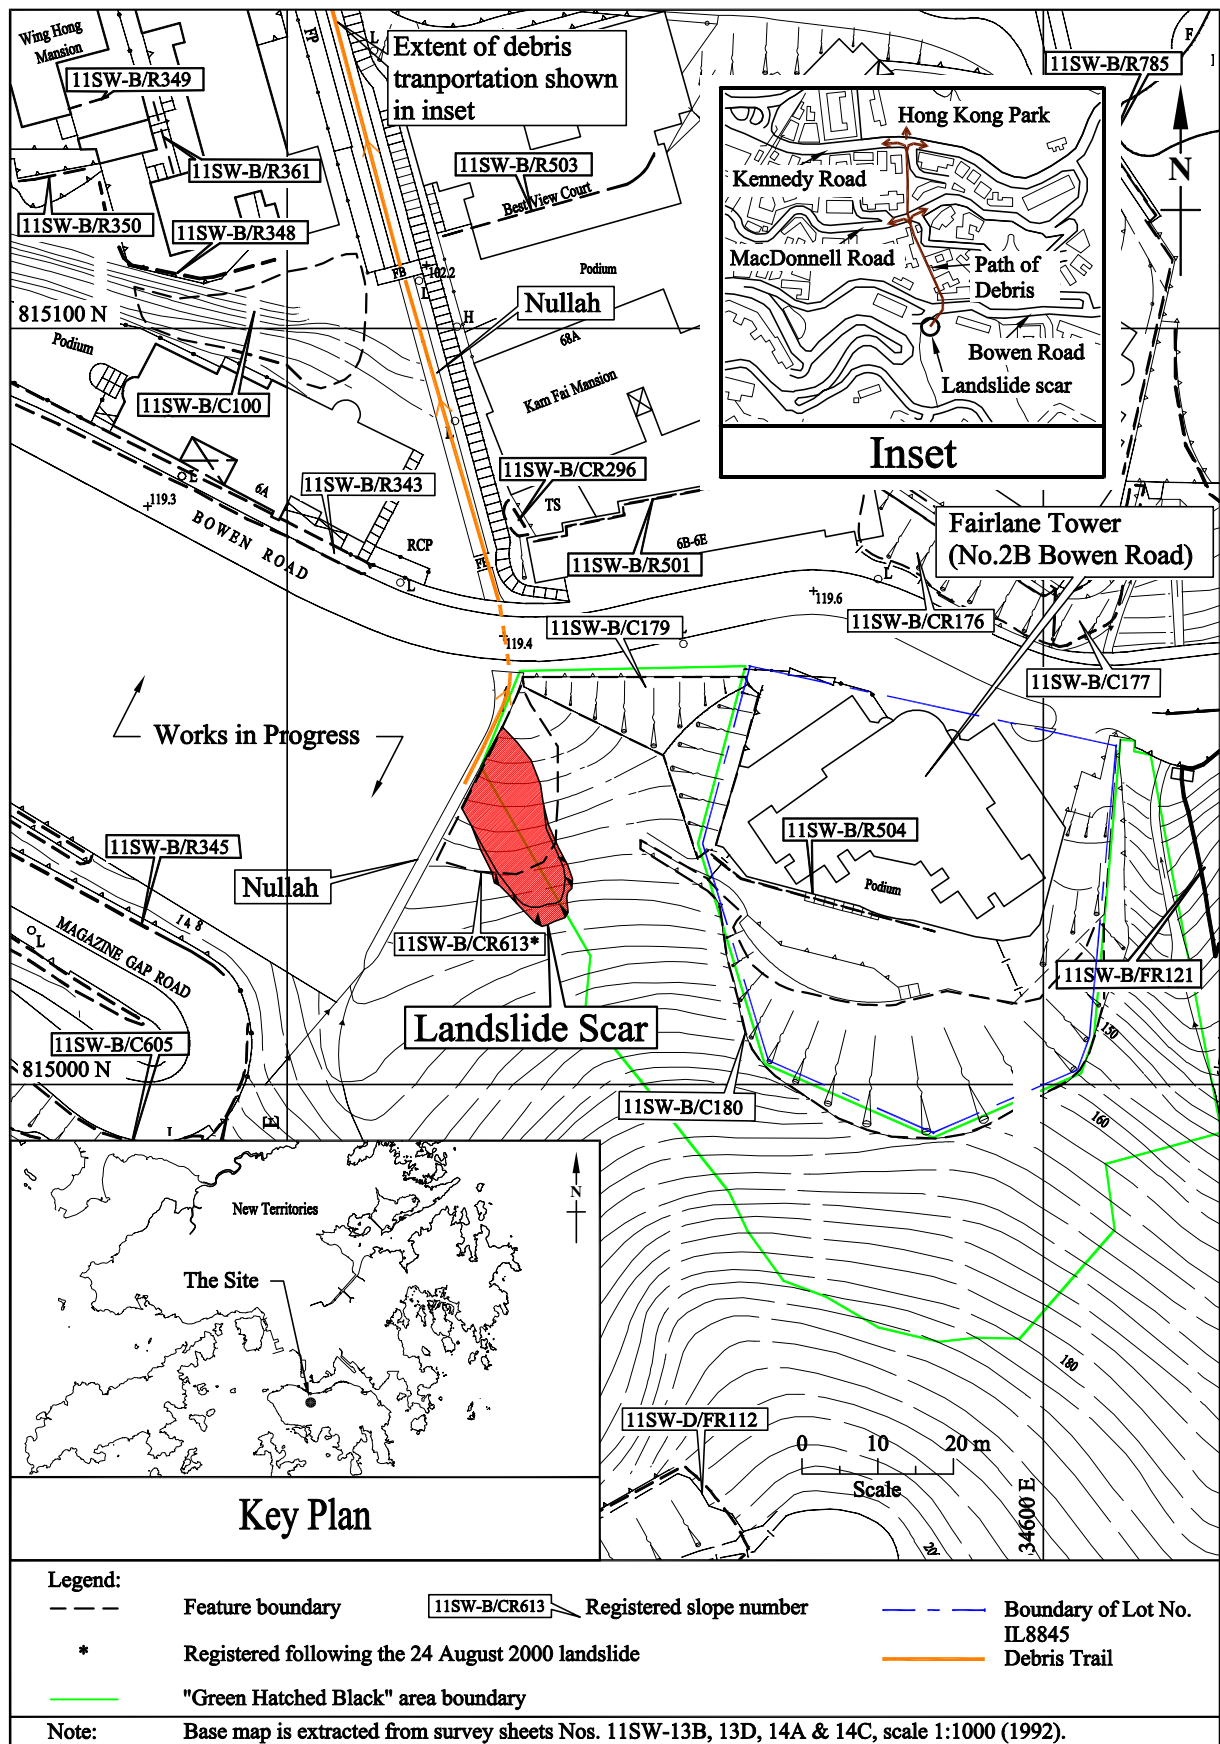 Wing Hong
Mansion
11SW-B/R349
FP
L
Extent of debris
tranportation shown
in inset
11SW-B/R785
F
11SW-B/R361
11SW-B/R503
Best View Court
11SW-B/R350
11SW-B/R348
FB
102.2
L
Podium
Nullah
815100 N
H
Podium
68A
Kam Fai Mansion
11SW-B/C100
Hong Kong Park
Kennedy Road
MacDonnell Road
Path of
Debris
Bowen Road
Landslide scar
Inset
N
11SW-B/CR296
L
6A
11SW-B/R343
119.3
TS
BOWEN ROAD
RCP
L
11SW-B/R501
6B-6E
Fairlane Tower
(No.2B Bowen Road)
L
119.6
11SW-B/CR176
11SW-B/C179
119.4
11SW-B/C177
Works in Progress
11SW-B/R345
11SW-B/R504
Podium
Nullah
148
L
MAGAZINE GAP ROAD
11SW-B/CR613*
11SW-B/FR121
Landslide Scar
150
11SW-B/C605
815000 N
11SW-B/C180
160
New Territories
N
The Site
Key Plan
180
11SW-D/FR112
0 10 20 m
Scale
34600 E
Legend:
Feature boundary
11SW-B/CR613
Registered slope number
Boundary of Lot No.
IL8845
* Registered following the 24 August 2000 landslide
Debris Trail
"Green Hatched Black" area boundary
Note: Base map is extracted from survey sheets Nos. 11SW-13B, 13D, 14A & 14C, scale 1:1000 (1992).